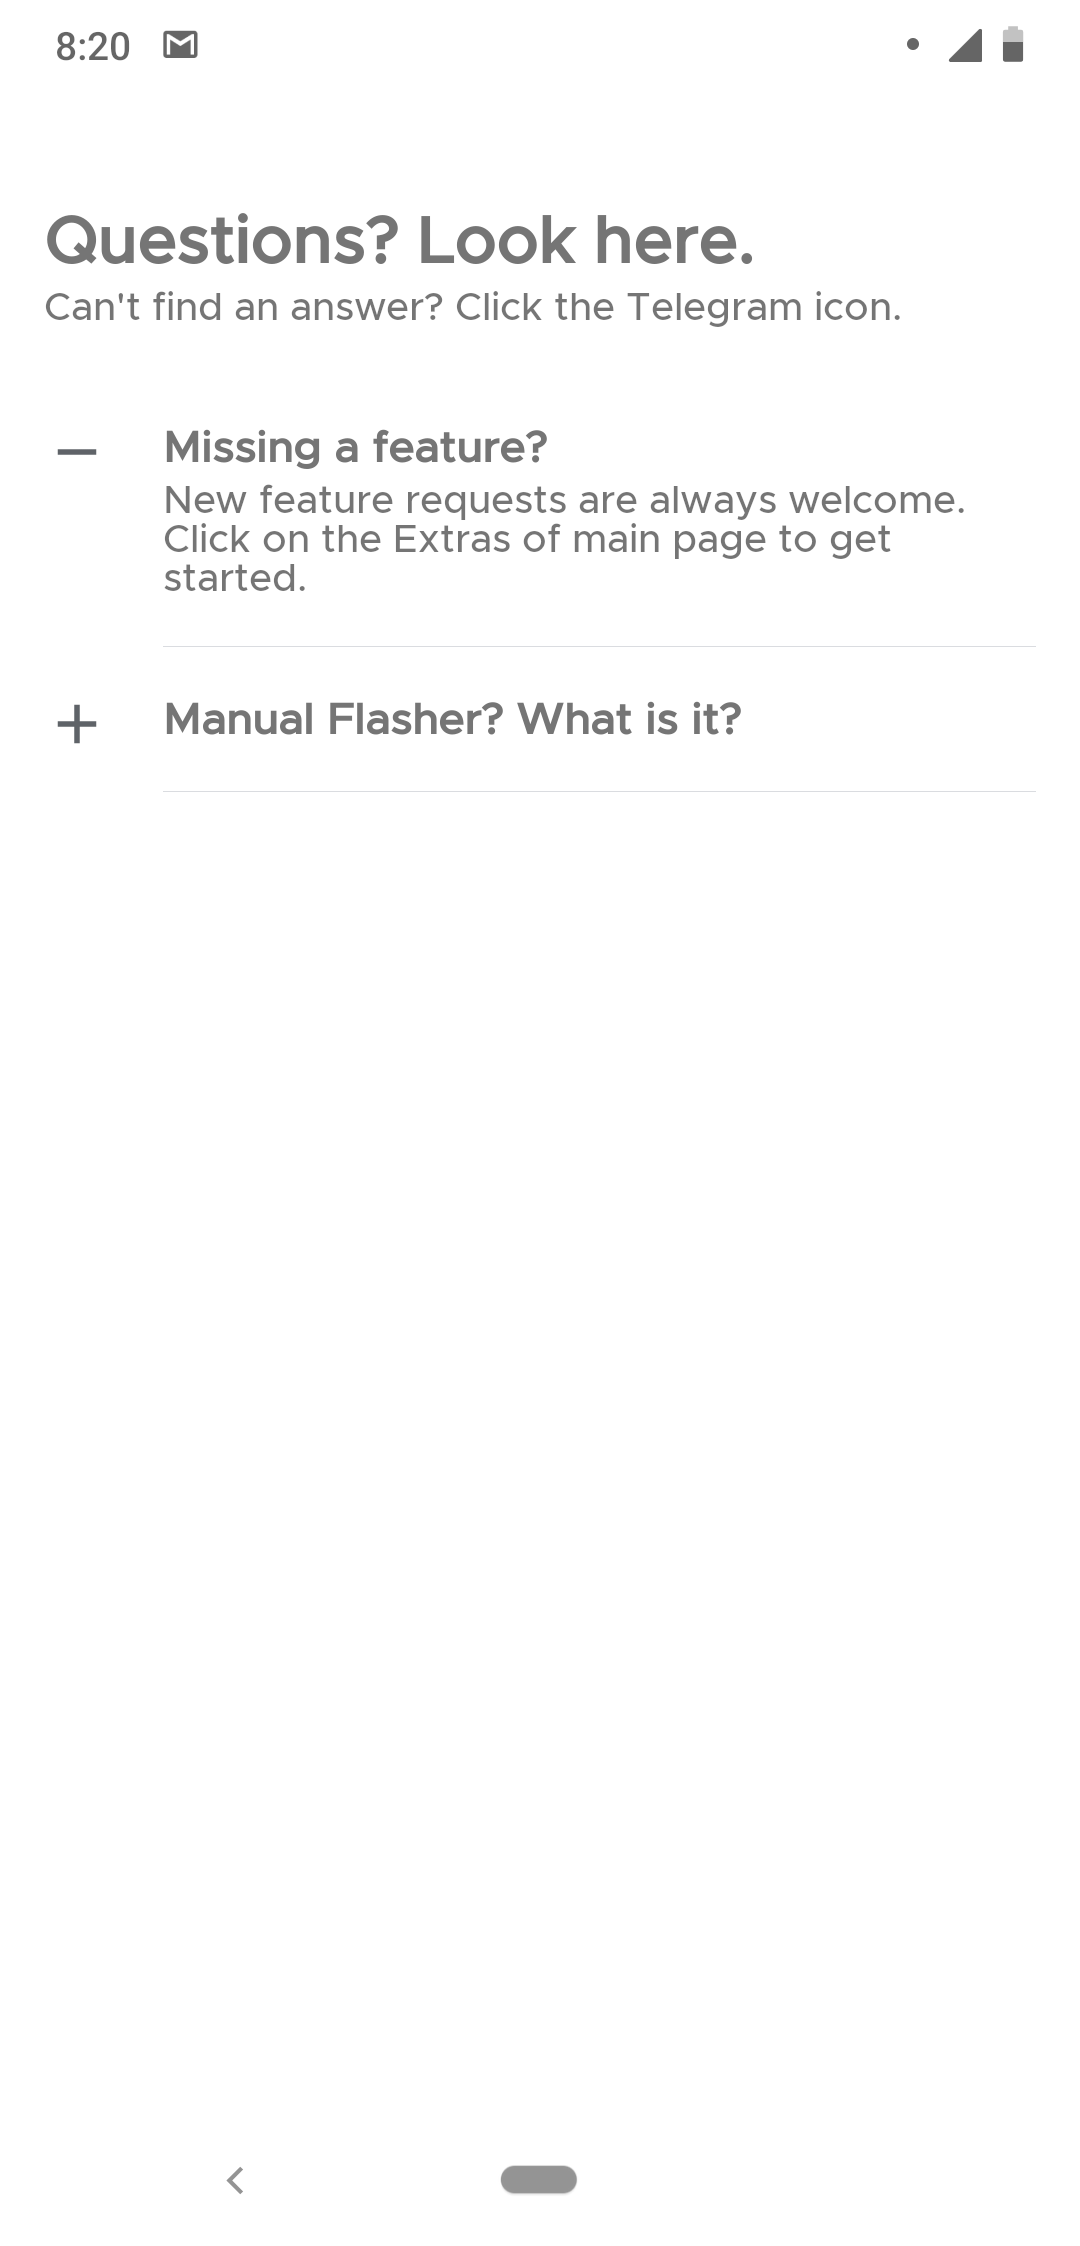 8:20
Questions? Look here.
Can't find an answer? Click the Telegram icon.
Missing a feature?
New feature requests are always welcome.
Click on the Extras of main page to get
started.
Manual Flasher? What is it?